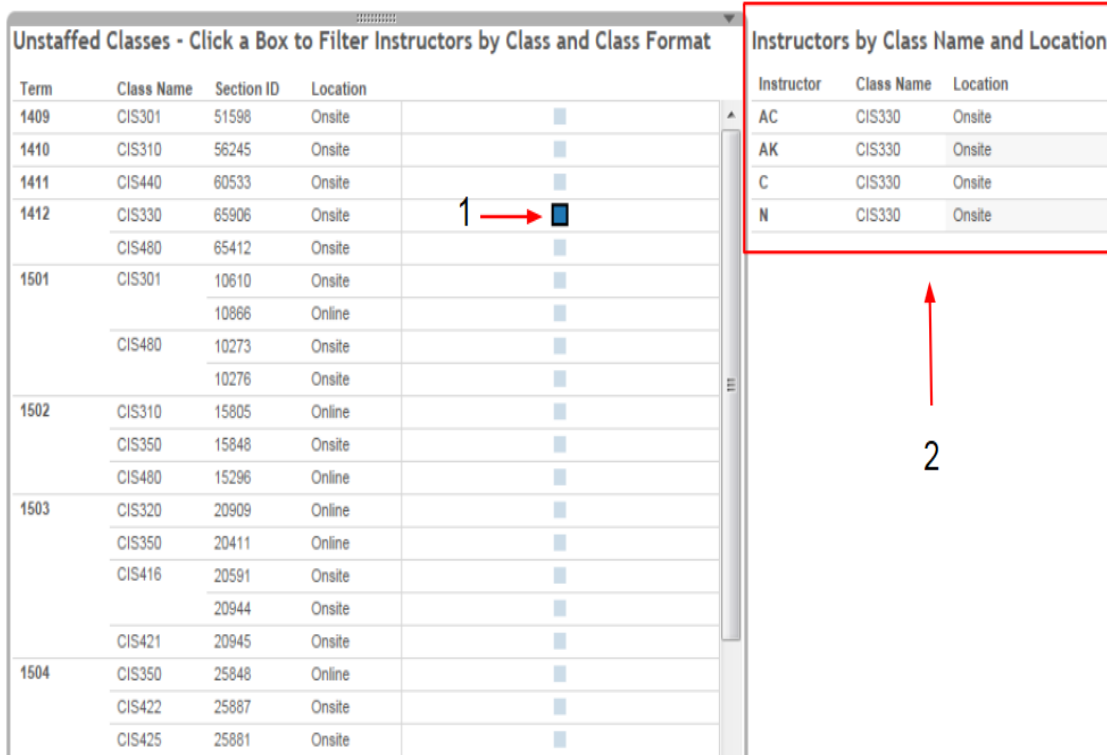 Unstaffed Classes - Click a Box to Filter Instructors by Class and Class Format
Term Class Name Section ID Location
1409 CIS301 51598 Onsite
1410 CIS310 56245 Onsite
1411 CIS440 60533 Onsite
1412 CIS330 65906 Onsite
1
CIS480 65412 Onsite
1501 CIS301 10610 Onsite
10866 Online
CIS480 10273 Onsite
10276 Onsite
1502 CIS310 15805 Online
CIS350 15848 Onsite
CIS480 15296 Online
1503 CIS320 20909 Online
CIS350 20411 Online
CIS416 20591 Onsite
20944 Onsite
CIS421 20945 Onsite
1504 CIS350 25848 Online
CIS422 25887 Onsite
CIS425 25881 Onsite
Instructors by Class Name and Location
Instructor Class Name Location
AC CIS330 Onsite
AK CIS330 Onsite
C CIS330 Onsite
N CIS330 Onsite
2